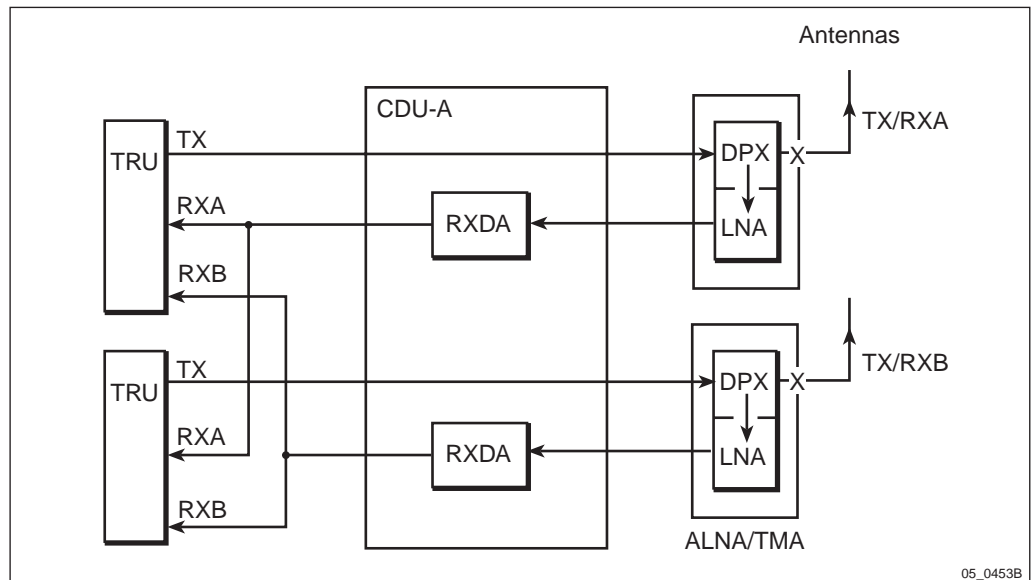 Antennas
CDU-A
TX/RXA
TRU
TX
DPX
X
RXA
RXDA
LNA
RXB
TX/RXB
TRU
TX
DPX
X
RXA
RXDA
LNA
RXB
ALNA/TMA
05_0453B